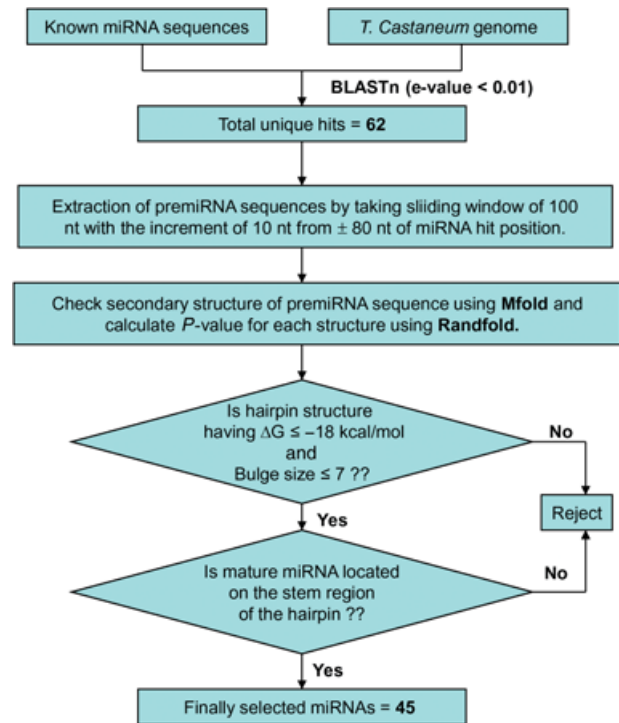 Known miRNA sequences
T. Castaneum genome
BLASTn (e-value < 0.01)
Total unique hits = 62
Extraction of premiRNA sequences by taking sliiding window of 100
nt with the increment of 10 nt from ± 80 nt of miRNA hit position.
Check secondary structure of premiRNA sequence using Mfold and
calculate P-value for each structure using Randfold.
Is hairpin structure
having ΔG ≤ −18 kcal/mol
and
Bulge size ≤ 7 ??
No
Reject
Yes
Is mature miRNA located
on the stem region
of the hairpin ??
No
Yes
Finally selected miRNAs = 45